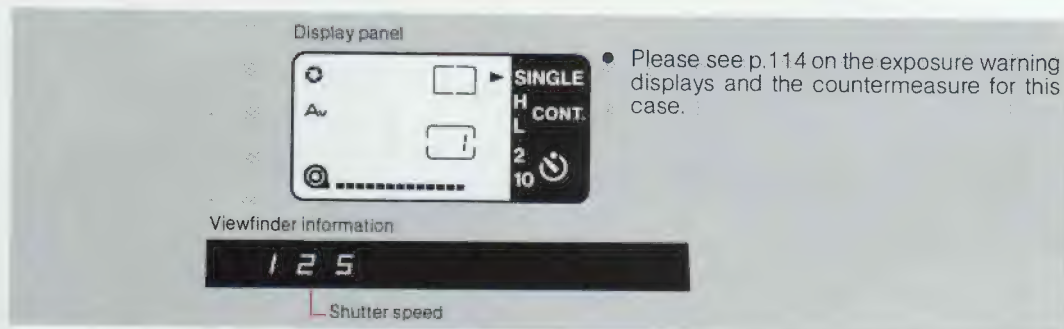 Display panel
SINGLE
Av
H
L
CONT.
1
2
10
Viewfinder information
125
Shutter speed
● Please see p.114 on the exposure warning
displays and the countermeasure for this
case.